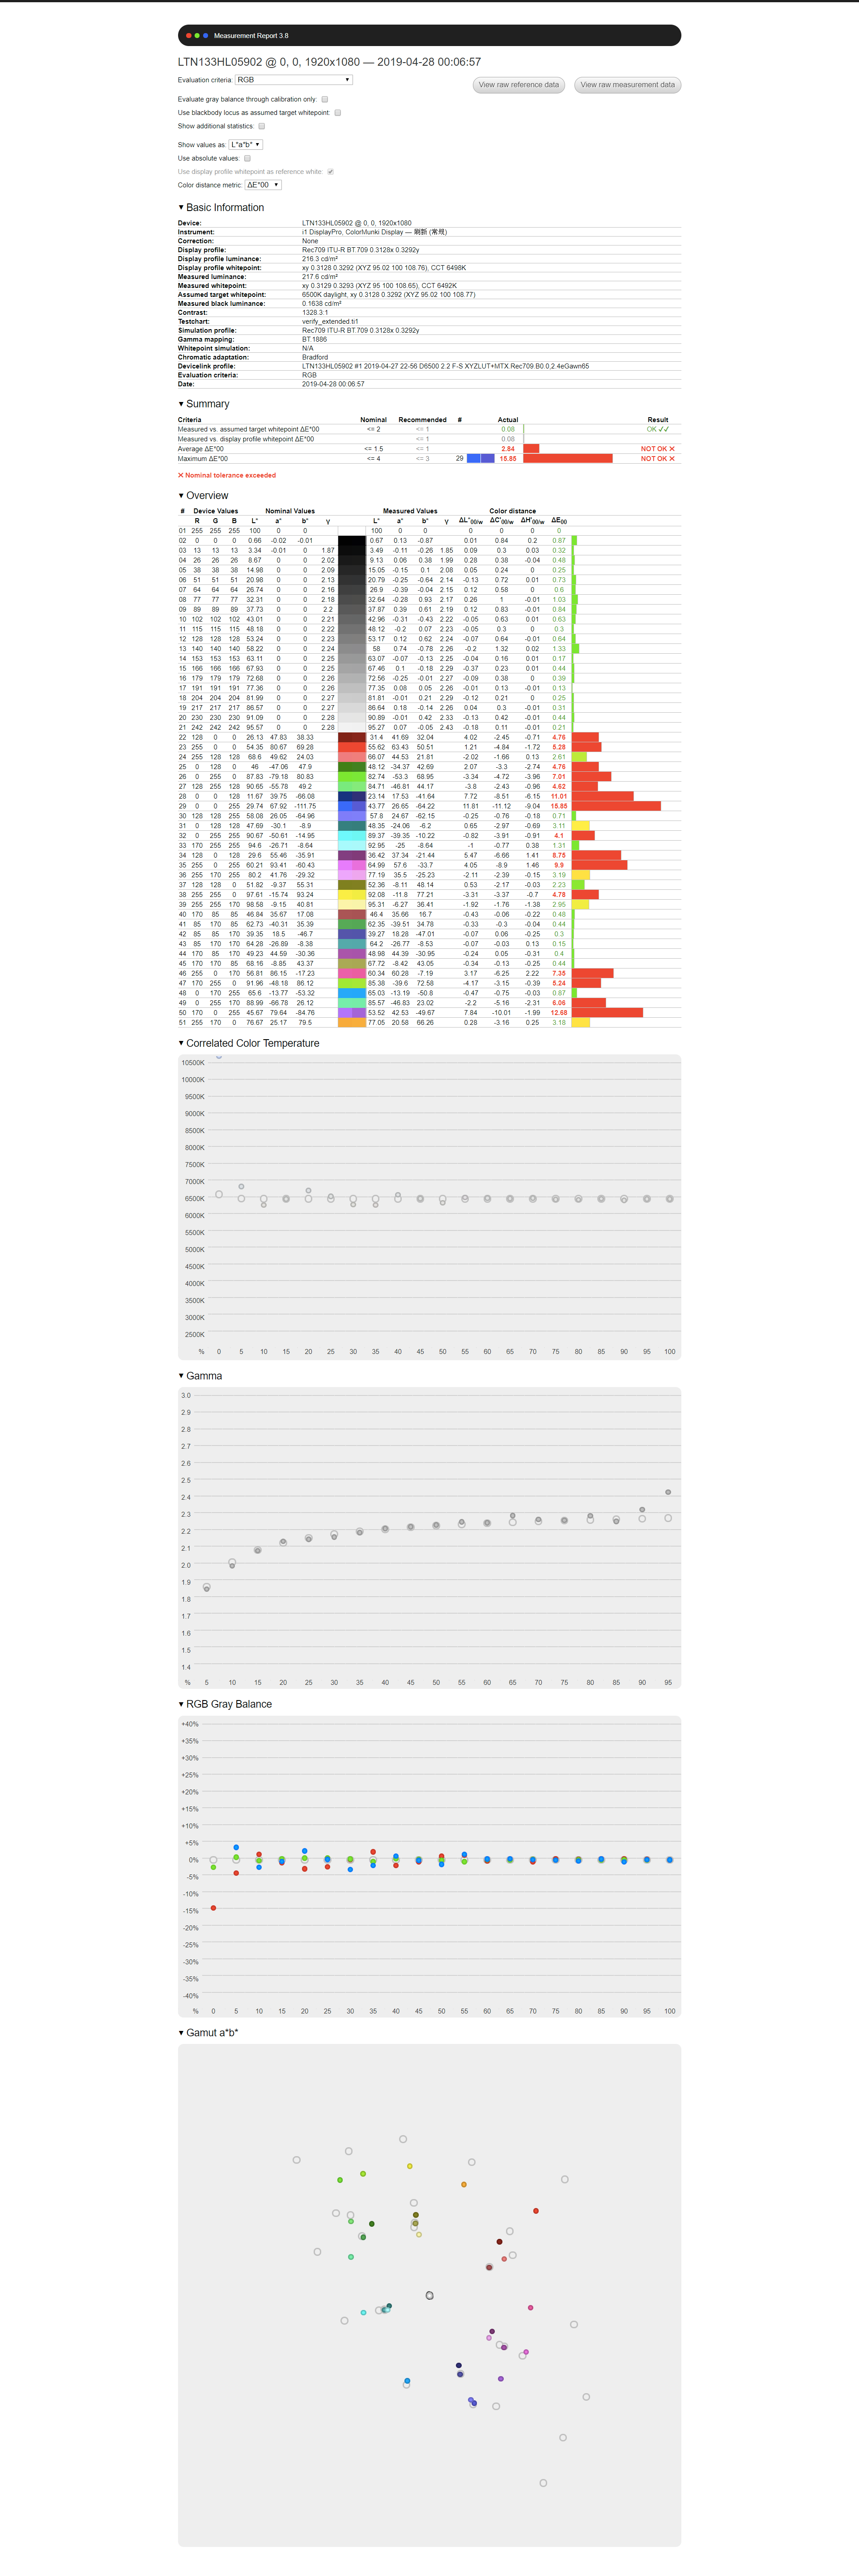 Measurement Report 3.8
LTN133HL05902 @ 0, 0, 1920x1080 — 2019-04-28 00:06:57
Evaluation criteria: RGB
View raw reference data View raw measurement data
Evaluate gray balance through calibration only:
Use blackbody locus as assumed target whitepoint:
Show additional statistics:
Show values as: L*a*b*
Use absolute values:
Use display profile whitepoint as reference white:
Color distance metric: ΔE*00
Basic Information
Device: LTN133HL05902 @ 0, 0, 1920x1080
Instrument: i1 DisplayPro, ColorMunki Display — 刷新 (常规)
Correction: None
Display profile: Rec709 ITU-R BT.709 0.3128x 0.3292y
Display profile luminance: 216.3 cd/m²
Display profile whitepoint: xy 0.3128 0.3292 (XYZ 95.02 100 108.76), CCT 6498K
Measured luminance: 217.6 cd/m²
Measured whitepoint: xy 0.3129 0.3293 (XYZ 95 100 108.65), CCT 6492K
Assumed target whitepoint: 6500K daylight, xy 0.3128 0.3292 (XYZ 95.02 100 108.77)
Measured black luminance: 0.1638 cd/m²
Contrast: 1328.3:1
Testchart: verify_extended.ti1
Simulation profile: Rec709 ITU-R BT.709 0.3128x 0.3292y
Gamma mapping: BT.1886
Whitepoint simulation: N/A
Chromatic adaptation: Bradford
Devicelink profile: LTN133HL05902 #1 2019-04-27 22-56 D6500 2.2 F-S XYZLUT+MTX.Rec709.B0.0,2.4eGawri65
Evaluation criteria: RGB
Date: 2019-04-28 00:06:57
Summary
Criteria Nominal Recommended # Actual Result
Measured vs. assumed target whitepoint ΔE*00 <= 2 <= 1 0.08 OK ✓✓
Measured vs. display profile whitepoint ΔE*00 <= 1 0.08
Average ΔE*00 <= 1.5 <= 1 2.84 NOT OK ✕
Maximum ΔE*00 <= 4 <= 3 29 15.85 NOT OK ✕
✕ Nominal tolerance exceeded
Overview
# Device Values Nominal Values Measured Values Color distance
R G B L* a* b* γ L* a* b* γ ΔL'00/w ΔC'00/w ΔH'00/w ΔE00
01 255 255 255 100 0 0 100 0 0 0 0 0 0
02 0 0 0 0.66 -0.02 -0.01 0.67 0.13 -0.87 0.01 0.84 0.2 0.87
03 13 13 13 3.34 -0.01 0 1.87 3.49 -0.11 -0.26 1.85 0.09 0.3 0.03 0.32
04 26 26 26 8.67 0 0 2.02 9.13 0.06 0.38 1.99 0.28 0.38 -0.04 0.48
05 38 38 38 14.98 0 0 2.09 15.05 -0.15 0.1 2.08 0.05 0.24 0 0.25
06 51 51 51 20.98 0 0 2.13 20.79 -0.25 -0.64 2.14 -0.13 0.72 0.01 0.73
07 64 64 64 26.74 0 0 2.16 26.9 -0.39 -0.04 2.15 0.12 0.58 0 0.6
08 77 77 77 32.31 0 0 2.18 32.64 -0.28 0.93 2.17 0.26 1 -0.01 1.03
09 89 89 89 37.73 0 0 2.2 37.87 0.39 0.61 2.19 0.12 0.83 -0.01 0.84
10 102 102 102 43.01 0 0 2.21 42.96 -0.31 -0.43 2.22 -0.05 0.63 0.01 0.63
11 115 115 115 48.18 0 0 2.22 48.12 -0.2 0.07 2.23 -0.05 0.3 0 0.3
12 128 128 128 53.24 0 0 2.23 53.17 0.12 0.62 2.24 -0.07 0.64 -0.01 0.64
13 140 140 140 58.22 0 0 2.24 58 0.74 -0.78 2.26 -0.2 1.32 0.02 1.33
14 153 153 153 63.11 0 0 2.25 63.07 -0.07 -0.13 2.25 -0.04 0.16 0.01 0.17
15 166 166 166 67.93 0 0 2.25 67.46 0.1 -0.18 2.29 -0.37 0.23 0.01 0.44
16 179 179 179 72.68 0 0 2.26 72.56 -0.25 -0.01 2.27 -0.09 0.38 0 0.39
17 191 191 191 77.36 0 0 2.26 77.35 0.08 0.05 2.26 -0.01 0.13 -0.01 0.13
18 204 204 204 81.99 0 0 2.27 81.81 -0.01 0.21 2.29 -0.12 0.21 0 0.25
19 217 217 217 86.57 0 0 2.27 86.64 0.18 -0.14 2.26 0.04 0.3 -0.01 0.31
20 230 230 230 91.09 0 0 2.28 90.89 -0.01 0.42 2.33 -0.13 0.42 -0.01 0.44
21 242 242 242 95.57 0 0 2.28 95.27 0.07 -0.05 2.43 -0.18 0.11 -0.01 0.21
22 128 0 0 26.13 47.83 38.33 31.4 41.69 32.04 4.02 -2.45 -0.71 4.76
23 255 0 0 54.35 80.67 69.28 55.62 63.43 50.51 1.21 -4.84 -1.72 5.28
24 255 128 128 68.6 49.62 24.03 66.07 44.53 21.81 -2.02 -1.66 0.13 2.61
25 0 128 0 46 -47.06 47.9 48.12 -34.37 42.69 2.07 -3.3 -2.74 4.76
26 0 255 0 87.83 -79.18 80.83 82.74 -53.3 68.95 -3.34 -4.72 -3.96 7.01
27 128 255 128 90.65 -55.78 49.2 84.71 -46.81 44.17 -3.8 -2.43 -0.96 4.62
28 0 0 128 11.67 39.75 -66.08 23.14 17.53 -41.64 7.72 -8.51 -6.15 11.01
29 0 0 255 29.74 67.92 -111.75 43.77 26.65 -64.22 11.81 -11.12 -9.04 15.85
30 128 128 255 58.08 26.05 -64.96 57.8 24.67 -62.15 -0.25 -0.76 -0.18 0.71
31 0 128 128 47.69 -30.1 -8.9 48.35 -24.06 -6.2 0.65 -2.97 -0.69 3.11
32 0 255 255 90.67 -50.61 -14.95 89.37 -39.35 -10.22 -0.82 -3.91 -0.91 4.1
33 170 255 255 94.6 -26.71 -8.64 92.95 -25 -8.64 -1 -0.77 0.38 1.31
34 128 0 128 29.6 55.46 -35.91 36.42 37.34 -21.44 5.47 -6.66 1.41 8.75
35 255 0 255 60.21 93.41 -60.43 64.99 57.6 -33.7 4.05 -8.9 1.46 9.9
36 255 170 255 80.2 41.76 -29.32 77.19 35.5 -25.23 -2.11 -2.39 -0.15 3.19
37 128 128 0 51.82 -9.37 55.31 52.36 -8.11 48.14 0.53 -2.17 -0.03 2.23
38 255 255 0 97.61 -15.74 93.24 92.08 -11.8 77.21 -3.31 -3.37 -0.7 4.78
39 255 255 170 98.58 -9.15 40.81 95.31 -6.27 36.41 -1.92 -1.76 -1.38 2.95
40 170 85 85 46.84 35.67 17.08 46.4 35.66 16.7 -0.43 -0.06 -0.22 0.48
41 85 170 85 62.73 -40.31 35.39 62.35 -39.51 34.78 -0.33 -0.3 -0.04 0.44
42 85 85 170 39.35 18.5 -46.7 39.27 18.28 -47.01 -0.07 0.06 -0.25 0.3
43 85 170 170 64.28 -26.89 -8.38 64.2 -26.77 -8.53 -0.07 -0.03 0.13 0.15
44 170 85 170 49.23 44.59 -30.36 48.98 44.39 -30.95 -0.24 0.05 -0.31 0.4
45 170 170 85 68.16 -8.85 43.37 67.72 -8.42 43.05 -0.34 -0.13 -0.25 0.44
46 255 0 170 56.81 86.15 -17.23 60.34 60.28 -7.19 3.17 -6.25 2.22 7.35
47 170 255 0 91.96 -48.18 86.12 85.38 -39.6 72.58 -4.17 -3.15 -0.39 5.24
48 0 170 255 65.6 -13.77 -53.32 65.03 -13.19 -50.8 -0.47 -0.75 -0.03 0.87
49 0 255 170 88.99 -66.78 26.12 85.57 -46.83 23.02 -2.2 -5.16 -2.31 6.06
50 170 0 255 45.67 79.64 -84.76 53.52 42.53 -49.67 7.84 -10.01 -1.99 12.68
51 255 170 0 76.67 25.17 79.5 77.05 20.58 66.26 0.28 -3.16 0.25 3.18
Correlated Color Temperature
10500K
10000K
9500K
9000K
8500K
8000K
7500K
7000K
6500K
6000K
5500K
5000K
4500K
4000K
3500K
3000K
2500K
% 0 5 10 15 20 25 30 35 40 45 50 55 60 65 70 75 80 85 90 95 100
Gamma
3.0
2.9
2.8
2.7
2.6
2.5
2.4
2.3
2.2
2.1
2.0
1.9
1.8
1.7
1.6
1.5
1.4
% 5 10 15 20 25 30 35 40 45 50 55 60 65 70 75 80 85 90 95
RGB Gray Balance
+40%
+35%
+30%
+25%
+20%
+15%
+10%
+5%
0%
-5%
-10%
-15%
-20%
-25%
-30%
-35%
-40%
% 0 5 10 15 20 25 30 35 40 45 50 55 60 65 70 75 80 85 90 95 100
Gamut a*b*